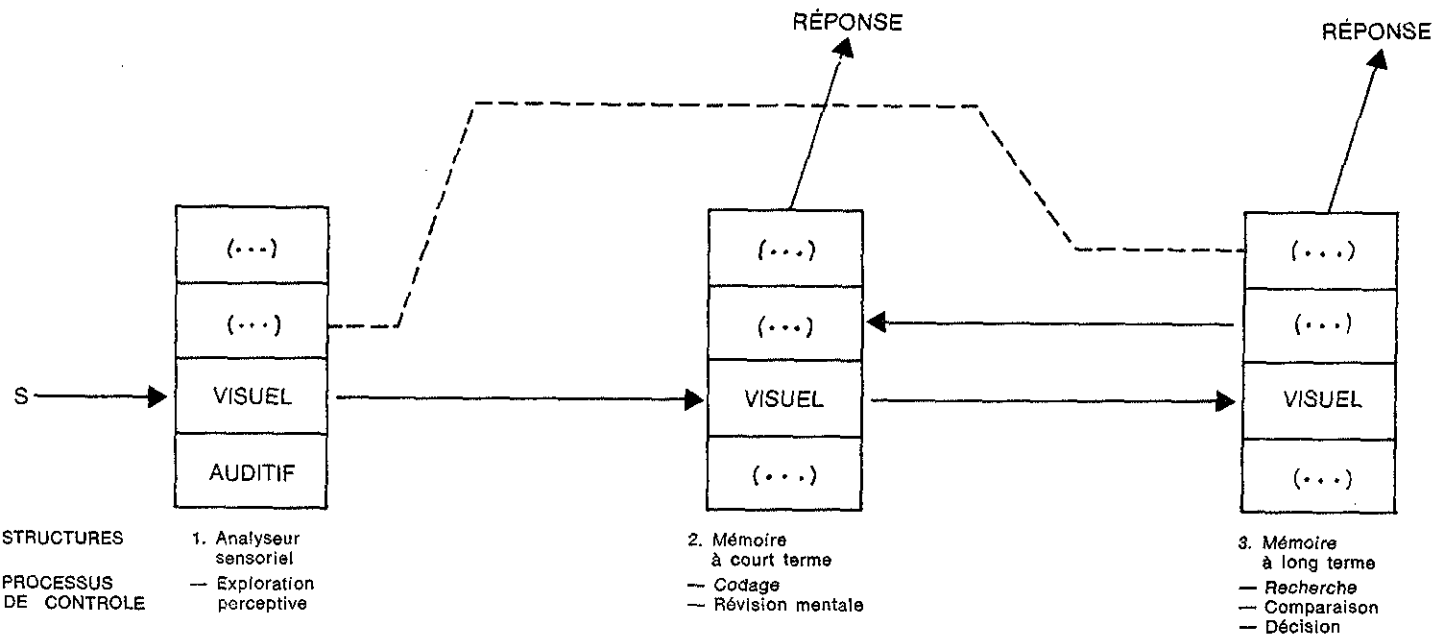 RÉPONSE
RÉPONSE
(...)
(...)
VISUEL
AUDITIF
(...)
(...)
VISUEL
(...)
(...)
(...)
VISUEL
(...)
S
STRUCTURES
PROCESSUS
DE CONTROLE
1. Analyseur
sensoriel
— Exploration
perceptive
2. Mémoire
à court terme
— Codage
— Révision mentale
3. Mémoire
à long terme
— Recherche
— Comparaison
— Décision